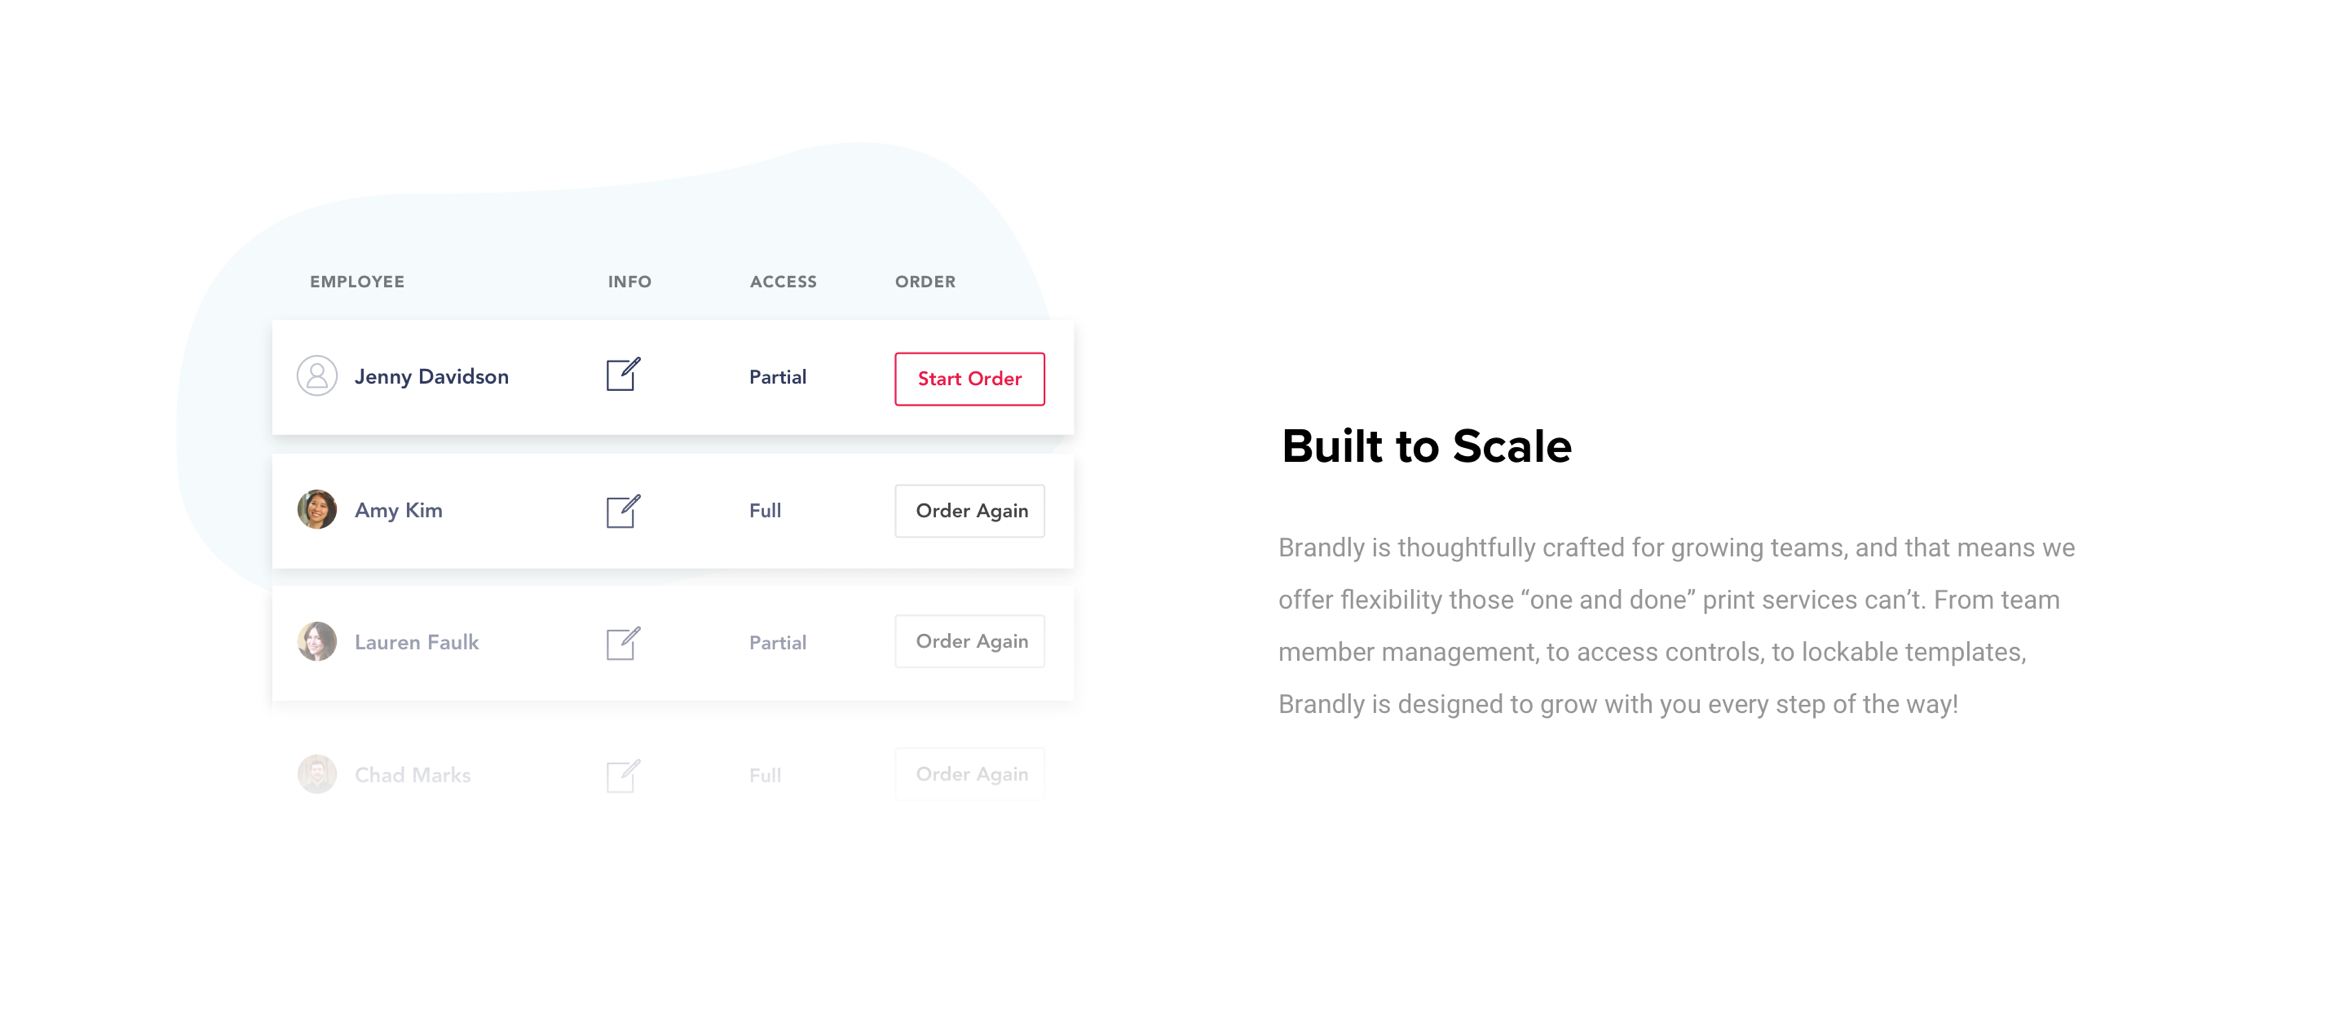 EMPLOYEE INFO ACCESS ORDER
Jenny Davidson Partial Start Order
Amy Kim Full Order Again
Lauren Faulk Partial Order Again
Chad Marks Full Order Again
Built to Scale
Brandly is thoughtfully crafted for growing teams, and that means we
offer flexibility those “one and done” print services can’t. From team
member management, to access controls, to lockable templates,
Brandly is designed to grow with you every step of the way!